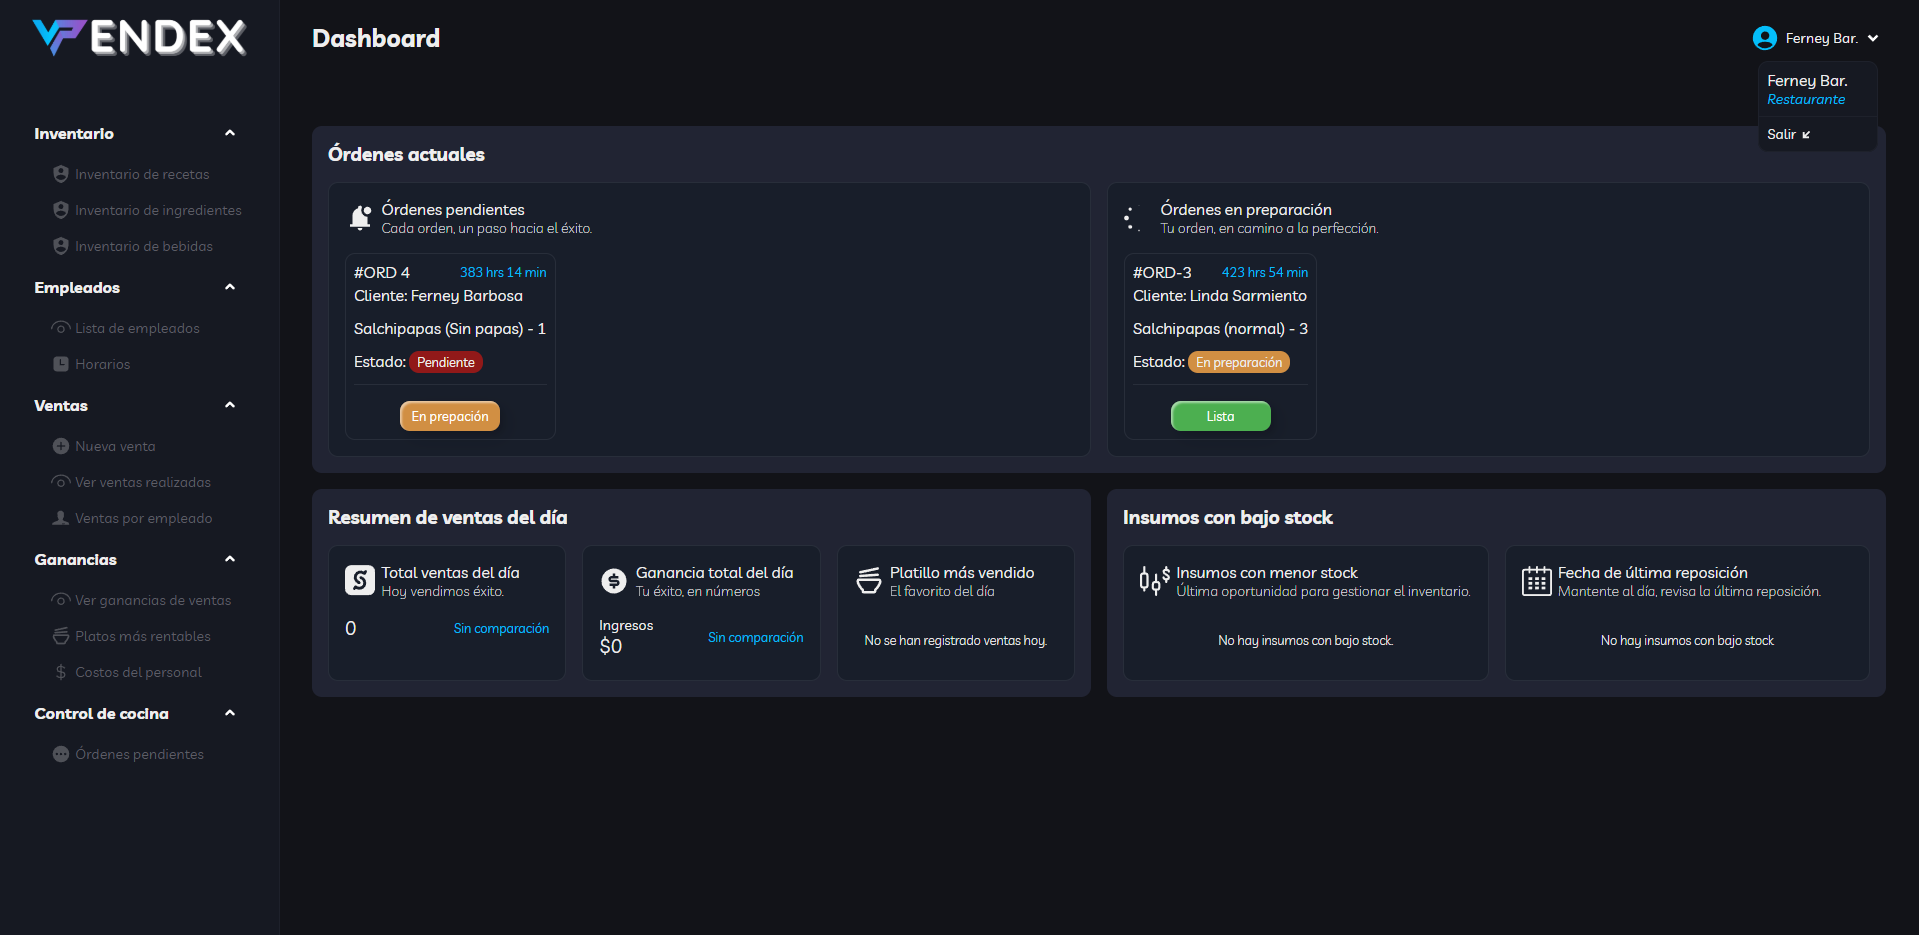 VENDEX
Dashboard
Ferney Bar.
Ferney Bar.
Restaurante
Salir
Inventario
Inventario de recetas
Inventario de ingredientes
Inventario de bebidas
Empleados
Lista de empleados
Horarios
Ventas
Nueva venta
Ver ventas realizadas
Ventas por empleado
Ganancias
Ver ganancias de ventas
Platos más rentables
Costos del personal
Control de cocina
Órdenes pendientes
Órdenes actuales
Órdenes pendientes
Cada orden, un paso hacia el éxito.
#ORD 4 383 hrs 14 min
Cliente: Ferney Barbosa
Salchipapas (Sin papas) - 1
Estado: Pendiente
En prepación
Órdenes en preparación
Tu orden, en camino a la perfección.
#ORD-3 423 hrs 54 min
Cliente: Linda Sarmiento
Salchipapas (normal) - 3
Estado: En preparación
Lista
Resumen de ventas del día
Total ventas del día
Hoy vendimos éxito.
0 Sin comparación
Ganancia total del día
Tu éxito, en números
Ingresos
$0 Sin comparación
Platillo más vendido
El favorito del día
No se han registrado ventas hoy.
Insumos con bajo stock
Insumos con menor stock
Última oportunidad para gestionar el inventario.
No hay insumos con bajo stock.
Fecha de última reposición
Mantente al día, revisa la última reposición.
No hay insumos con bajo stock